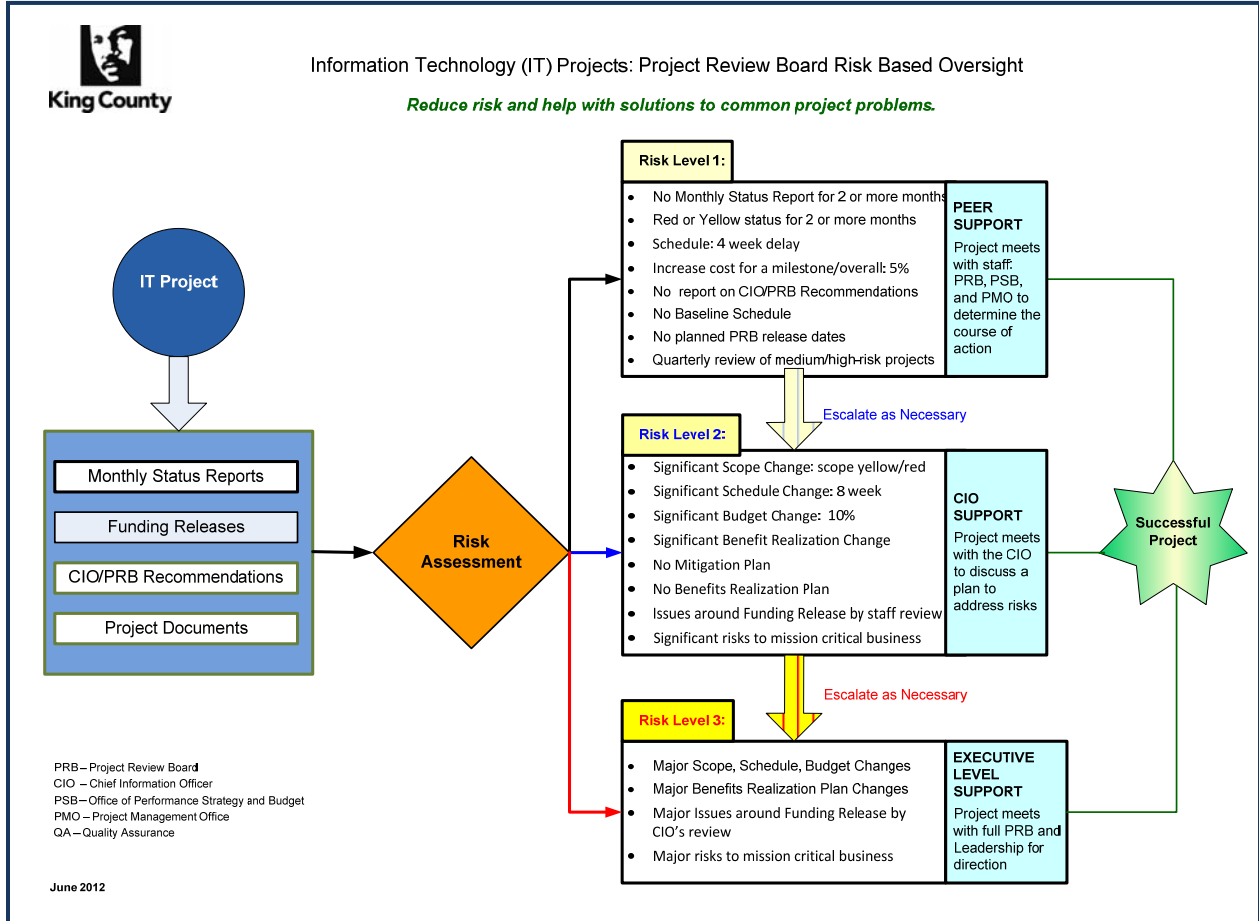 King County
Information Technology (IT) Projects: Project Review Board Risk Based Oversight
Reduce risk and help with solutions to common project problems.
IT Project
Monthly Status Reports
Funding Releases
CIO/PRB Recommendations
Project Documents
Risk
Assessment
Risk Level 1:
• No Monthly Status Report for 2 or more months
• Red or Yellow status for 2 or more months
• Schedule: 4 week delay
• Increase cost for a milestone/overall: 5%
• No report on CIO/PRB Recommendations
• No Baseline Schedule
• No planned PRB release dates
• Quarterly review of medium/high-risk projects
PEER
SUPPORT
Project meets
with staff:
PRB, PSB,
and PMO to
determine the
course of
action
Escalate as Necessary
Risk Level 2:
• Significant Scope Change: scope yellow/red
• Significant Schedule Change: 8 week
• Significant Budget Change: 10%
• Significant Benefit Realization Change
• No Mitigation Plan
• No Benefits Realization Plan
• Issues around Funding Release by staff review
• Significant risks to mission critical business
CIO
SUPPORT
Project meets
with the CIO
to discuss a
plan to
address risks
Escalate as Necessary
Risk Level 3:
• Major Scope, Schedule, Budget Changes
• Major Benefits Realization Plan Changes
• Major Issues around Funding Release by
CIO's review
• Major risks to mission critical business
EXECUTIVE
LEVEL
SUPPORT
Project meets
with full PRB and
Leadership for
direction
Successful
Project
PRB – Project Review Board
CIO – Chief Information Officer
PSB – Office of Performance Strategy and Budget
PMO – Project Management Office
QA – Quality Assurance
June 2012